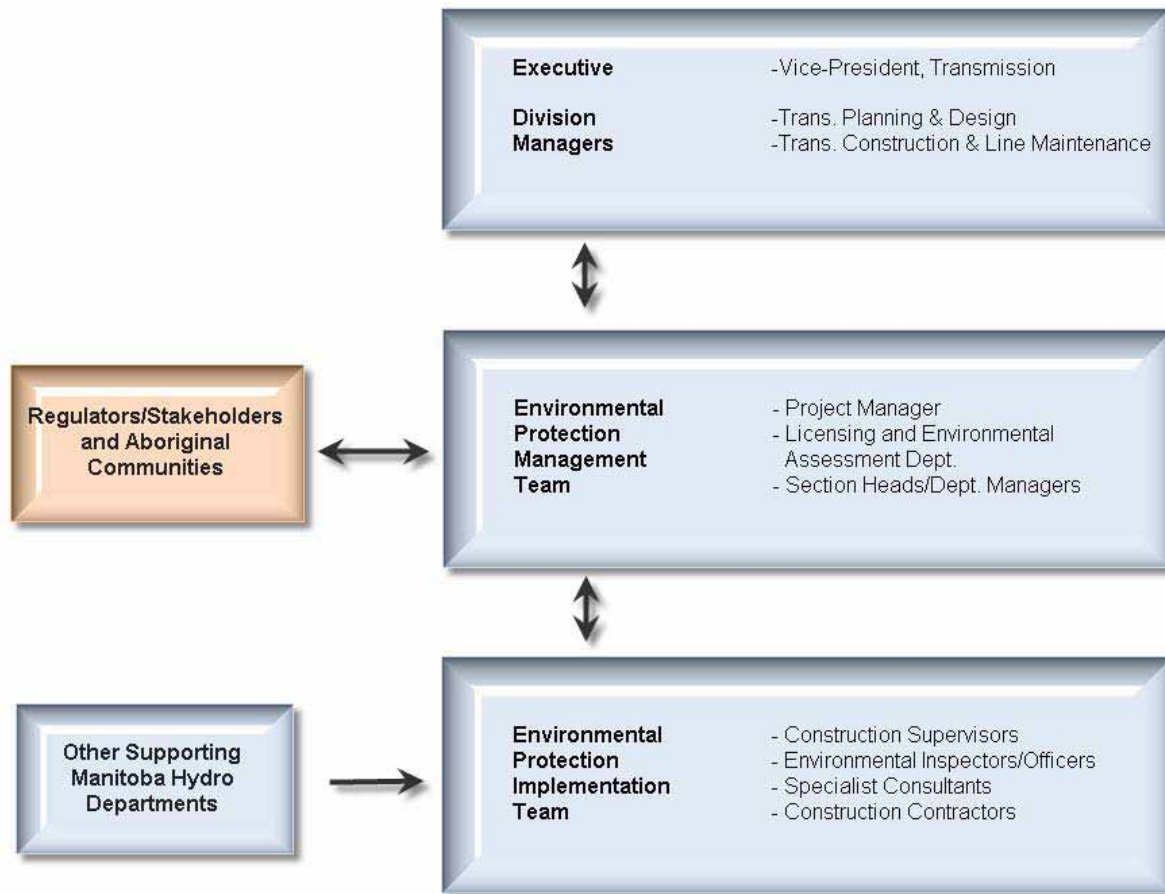 Executive -Vice-President, Transmission
Division -Trans. Planning & Design
Managers -Trans. Construction & Line Maintenance
Regulators/Stakeholders
and Aboriginal
Communities
Environmental - Project Manager
Protection - Licensing and Environmental
Management Assessment Dept.
Team - Section Heads/Dept. Managers
Other Supporting
Manitoba Hydro
Departments
Environmental - Construction Supervisors
Protection - Environmental Inspectors/Officers
Implementation - Specialist Consultants
Team - Construction Contractors